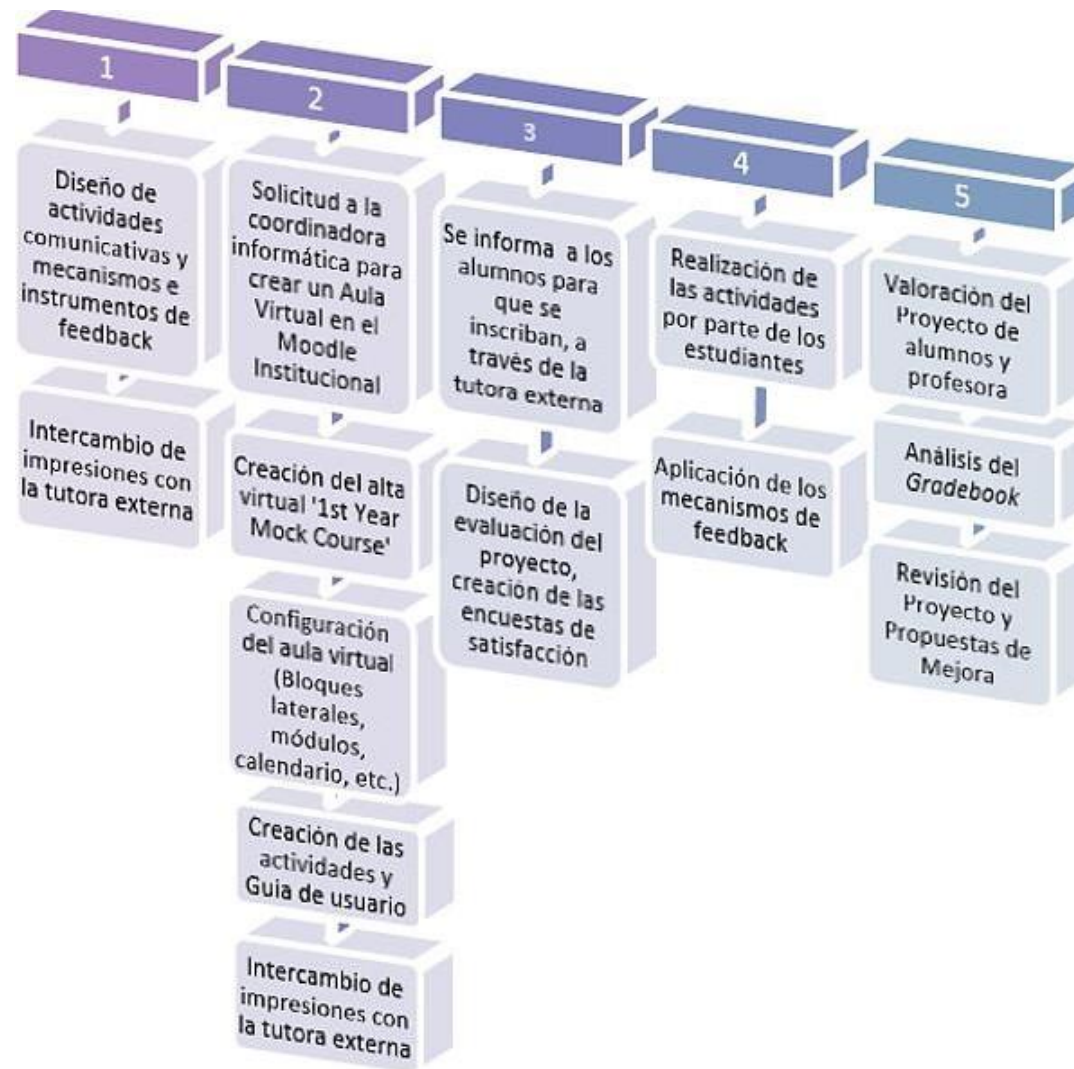 1
Diseño de
actividades
comunicativas y
mecanismos e
instrumentos de
feedback
Intercambio de
impresiones con
la tutora externa
2
Solicitud a la
coordinadora
informática para
crear un Aula
Virtual en el
Moodle
Institucional
Creación del alta
virtual '1st Year
Mock Course'
Configuración
del aula virtual
(Bloques
laterales,
módulos,
calendario, etc.)
Creación de las
actividades y
Guia de usuario
Intercambio de
impresiones con
la tutora externa
3
Se informa a los
alumnos para
que se
inscriban, a
través de la
tutora externa
Diseño de la
evaluación del
proyecto,
creación de las
encuestas de
satisfacción
4
Realización de
las actividades
por parte de los
estudiantes
Aplicación de los
mecanismos de
feedback
5
Valoración del
Proyecto de
alumnos y
profesora
Análisis del
Gradebook
Revisión del
Proyecto y
Propuestas de
Mejora